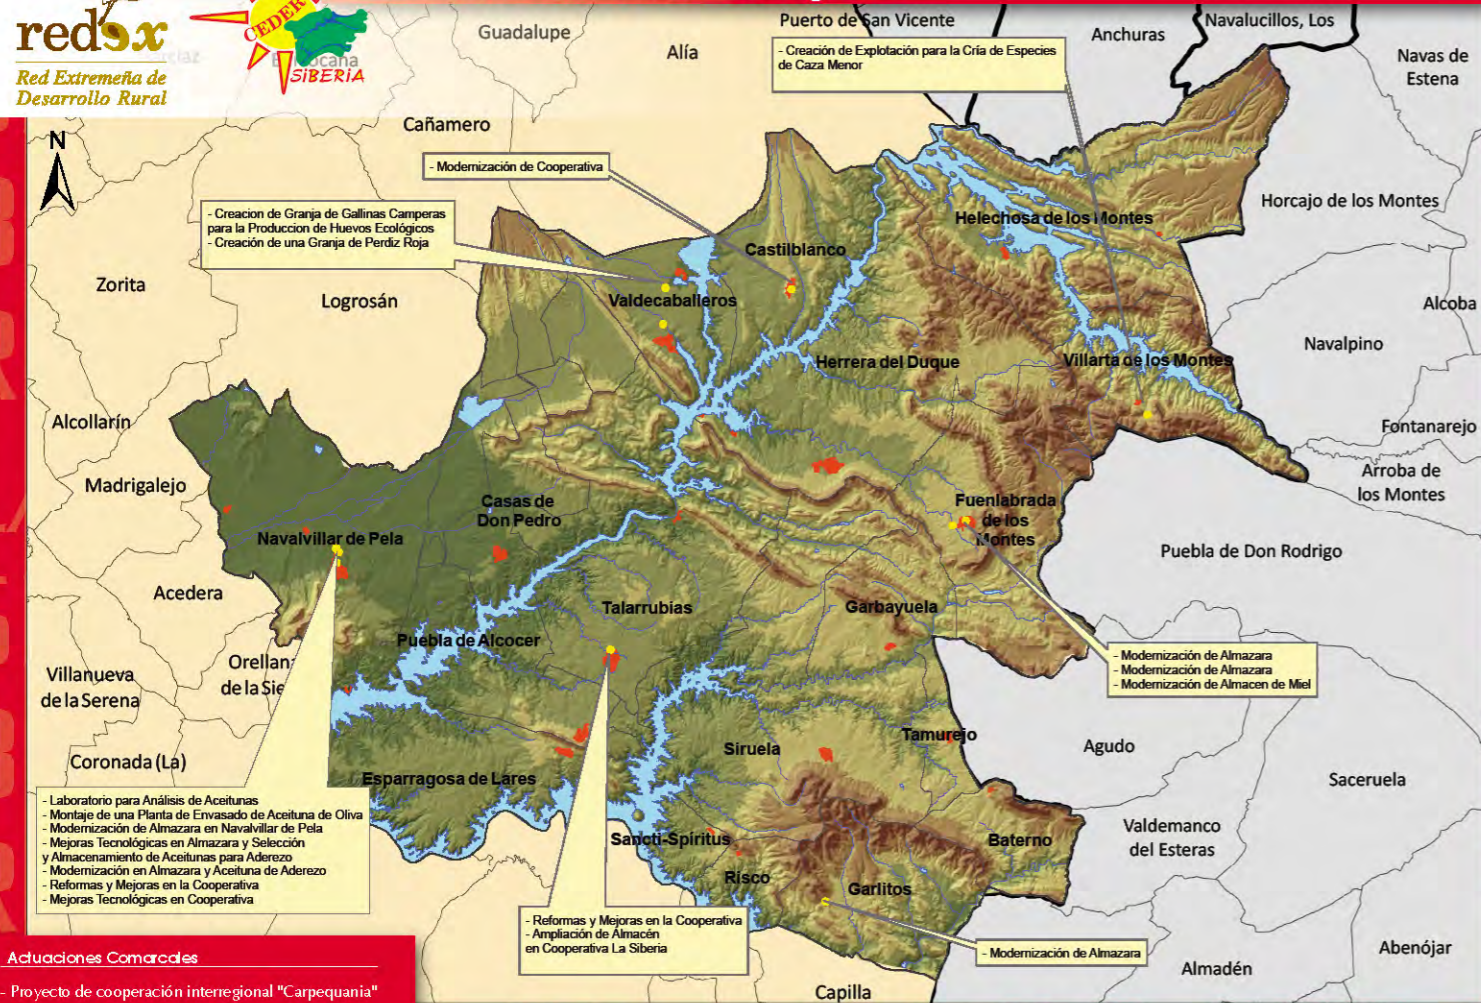 redex
Red Extremeña de
Desarrollo Rural
CEDER
SIBERIA
Guadalupe
Alía
Puerto de San Vicente
Anchuras
Navalucillos, Los
Navas de
Estena
- Creación de Explotación para la Cría de Especies
de Caza Menor
Cañamero
N
- Modernización de Cooperativa
- Creacion de Granja de Gallinas Camperas
para la Produccion de Huevos Ecológicos
- Creación de una Granja de Perdiz Roja
Horcajo de los Montes
Helechosa de los Montes
Castilblanco
Zorita
Logrosán
Valdecaballeros
Alcoba
Navalpino
Herrera del Duque
Villarta de los Montes
Alcollarín
Fontanarejo
Arroba de
los Montes
Madrigalejo
Casas de
Don Pedro
Fuenlabrada
de los
Montes
Navalvillar de Pela
Puebla de Don Rodrigo
Acedera
Talarrubias
Garbayuela
Puebla de Alcocer
- Modernización de Almazara
- Modernización de Almazara
- Modernización de Almacen de Miel
Villanueva
de la Serena
Orellana
de la Sie
Tamurejo
Siruela
Agudo
Coronada (La)
Esparragosa de Lares
Saceruela
- Laboratorio para Análisis de Aceitunas
- Montaje de una Planta de Envasado de Aceituna de Oliva
- Modernización de Almazara en Navalvillar de Pela
- Mejoras Tecnológicas en Almazara y Selección
y Almacenamiento de Aceitunas para Aderezo
- Modernización en Almazara y Aceituna de Aderezo
- Reformas y Mejoras en la Cooperativa
- Mejoras Tecnológicas en Cooperativa
Valdemanco
del Esteras
Sancti-Spíritus
Baterno
Risco
Garlitos
- Reformas y Mejoras en la Cooperativa
- Ampliación de Almacén
en Cooperativa La Siberia
- Modernización de Almazara
Abenójar
Almadén
Capilla
Actuaciones Comarcales
- Proyecto de cooperación interregional "Carpequania"